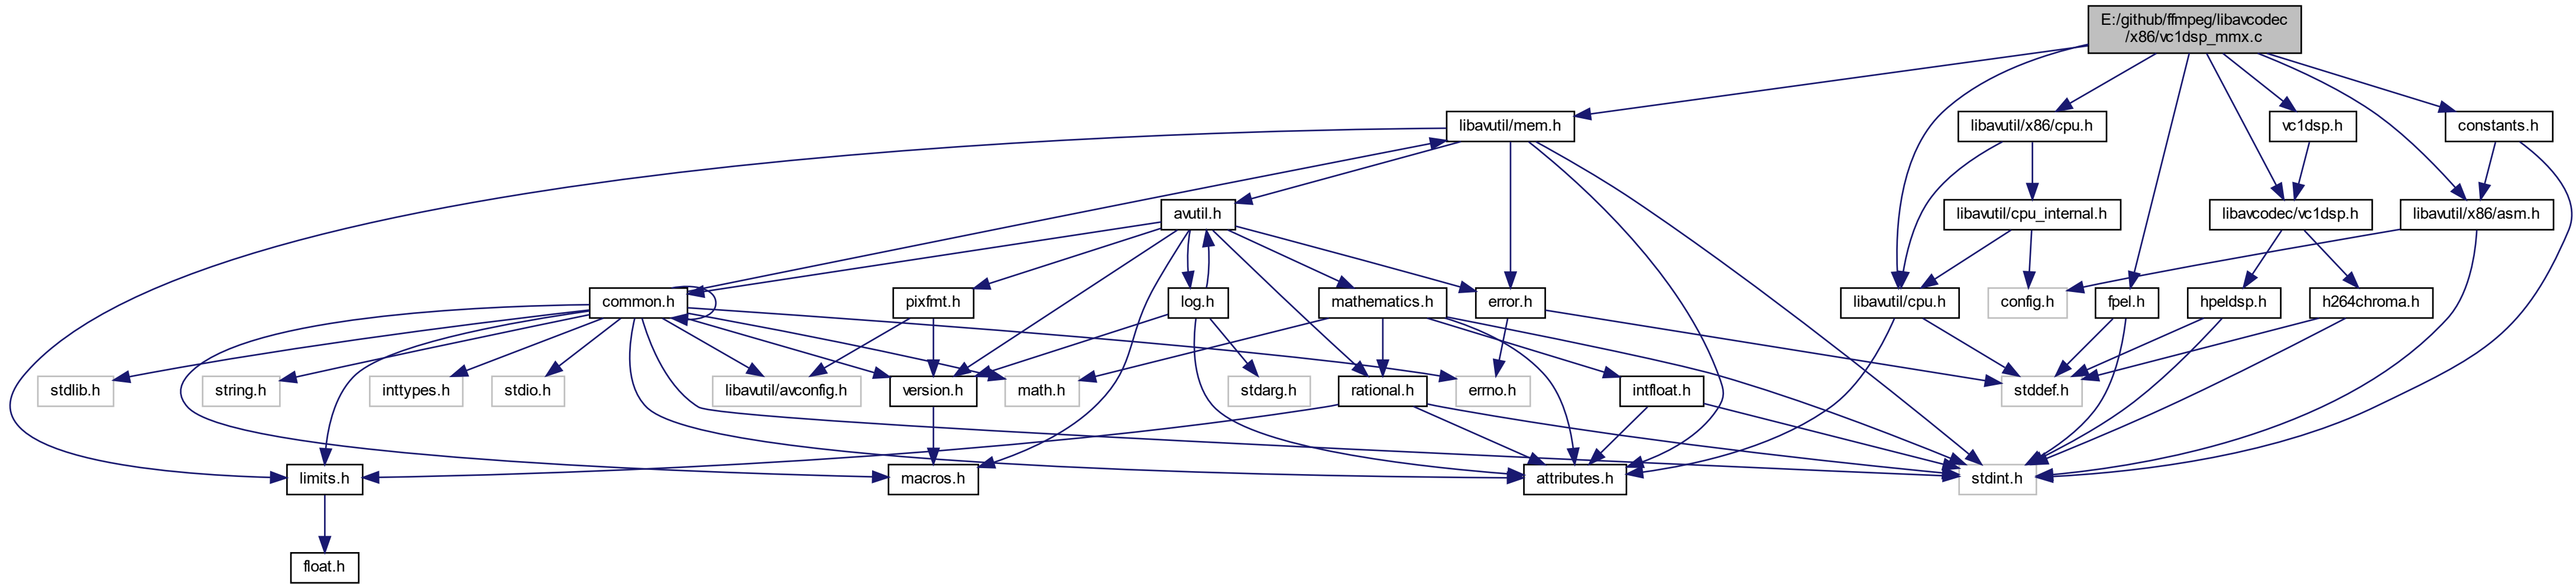 E:/github/ffmpeg/libavcodec
/x86/vc1dsp_mmx.c
libavutil/mem.h
libavutil/x86/cpu.h
vc1dsp.h
constants.h
avutil.h
libavutil/cpu_internal.h
libavcodec/vc1dsp.h
libavutil/x86/asm.h
common.h
pixfmt.h
log.h
mathematics.h
error.h
libavutil/cpu.h
config.h
fpel.h
hpeldsp.h
h264chroma.h
stdlib.h
string.h
inttypes.h
stdio.h
libavutil/avconfig.h
version.h
math.h
stdarg.h
rational.h
errno.h
intfloat.h
stddef.h
limits.h
macros.h
attributes.h
stdint.h
float.h